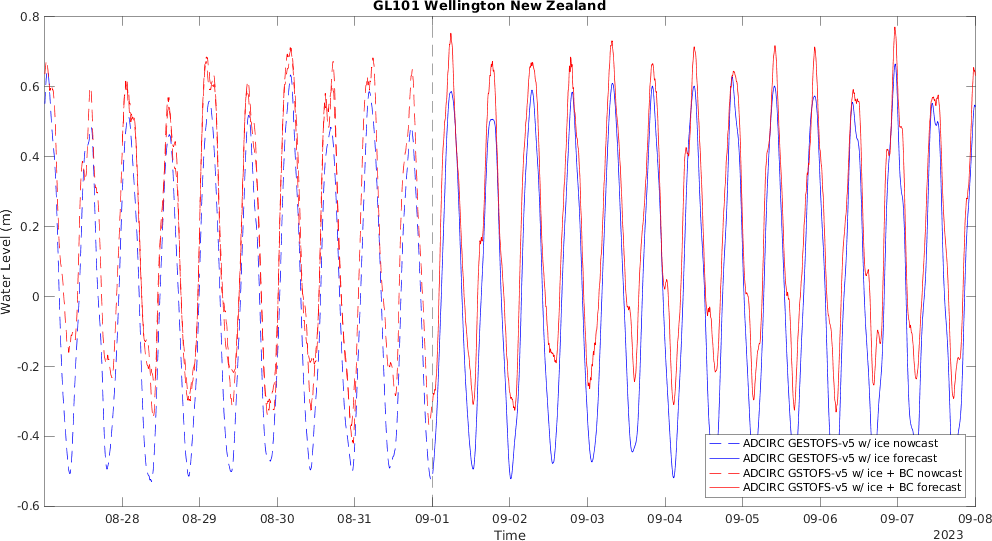 GL101 Wellington New Zealand
0.8
0.6
0.4
0.2
0
-0.2
-0.4
-0.6
Water Level (m)
08-28 08-29 08-30 08-31 09-01 09-02 09-03 09-04 09-05 09-06 09-07 09-08
Time
2023
ADCIRC GESTOFS-v5 w/ ice nowcast
ADCIRC GESTOFS-v5 w/ ice forecast
ADCIRC GSTOFS-v5 w/ ice + BC nowcast
ADCIRC GSTOFS-v5 w/ ice + BC forecast